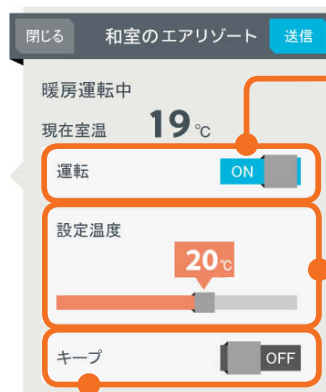 閉じる 和室のエアリゾート 送信
暖房運転中
現在室温 19℃
運転 ON
設定温度
20℃
キープ OFF